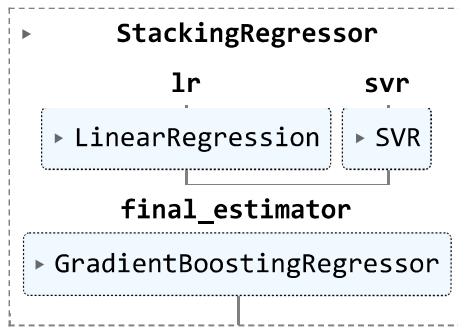 StackingRegressor
lr svr
LinearRegression SVR
final_estimator
GradientBoostingRegressor